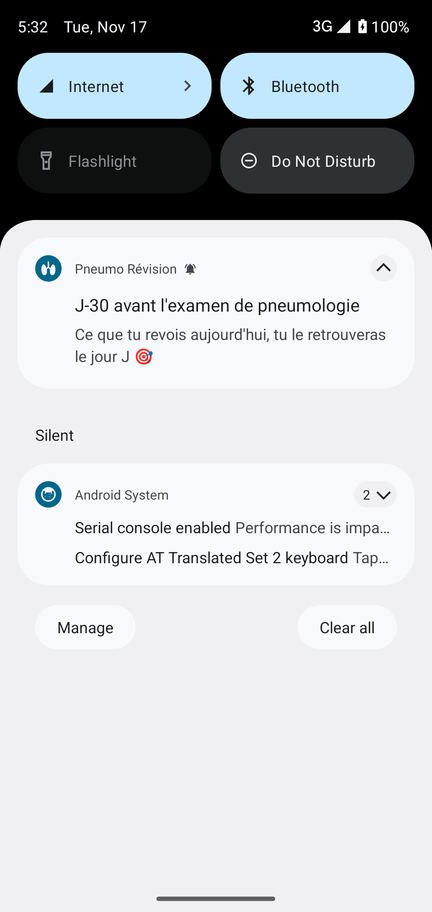 5:32 Tue, Nov 17 3G 100%
Internet
Bluetooth
Flashlight
Do Not Disturb
Pneumo Révision
J-30 avant l'examen de pneumologie
Ce que tu revois aujourd'hui, tu le retrouveras
le jour J 🎯
Silent
Android System 2
Serial console enabled Performance is impa...
Configure AT Translated Set 2 keyboard Tap...
Manage
Clear all